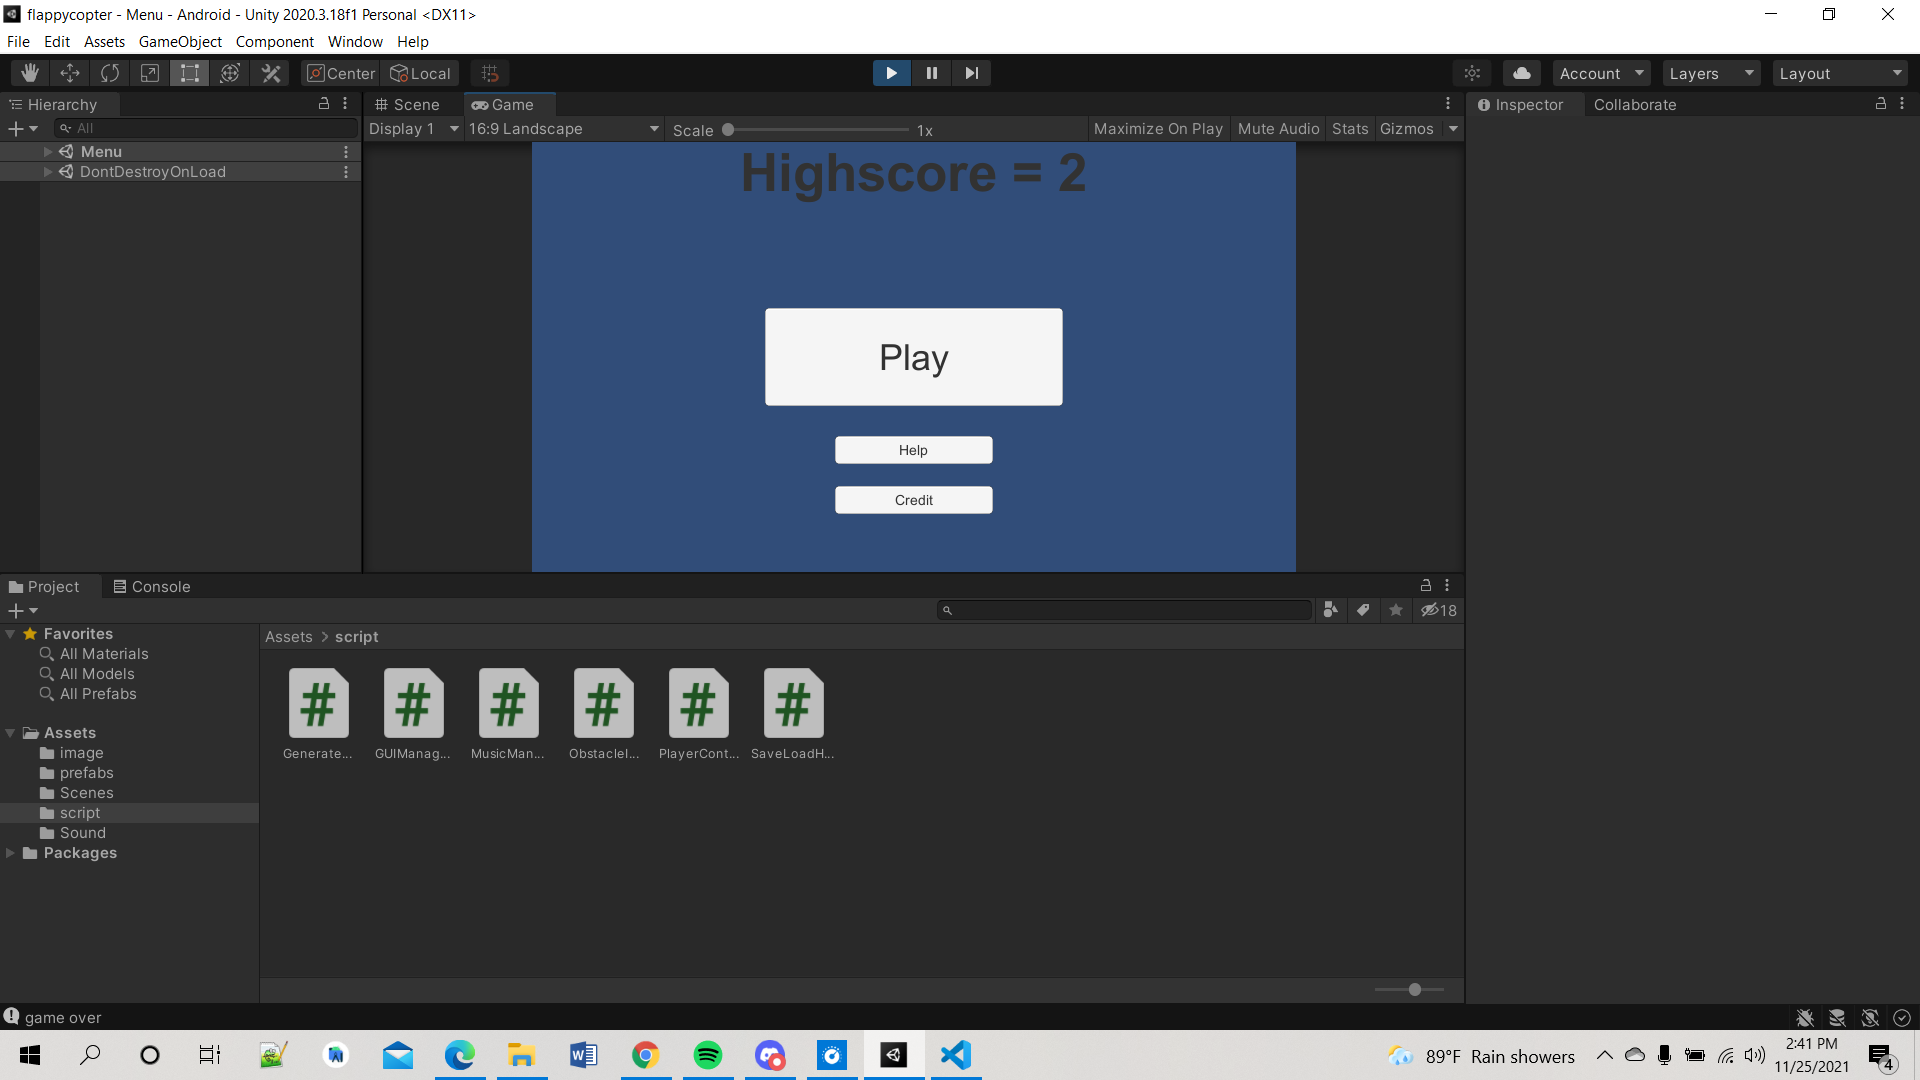 flappycopter - Menu - Android - Unity 2020.3.18f1 Personal <DX11>
File Edit Assets GameObject Component Window Help
Center Local Account Layers Layout
Hierarchy Scene Game Inspector Collaborate
All Display 1 16:9 Landscape Scale 1x Maximize On Play Mute Audio Stats Gizmos
Menu
DontDestroyOnLoad
Highscore = 2
Play
Help
Credit
Project Console
18
Favorites
All Materials
All Models
All Prefabs
Assets
image
prefabs
Scenes
script
Sound
Packages
Assets > script
Generate... GUIManag... MusicMan... ObstacleI... PlayerCont... SaveLoadH...
game over
89°F Rain showers
2:41 PM
11/25/2021
4